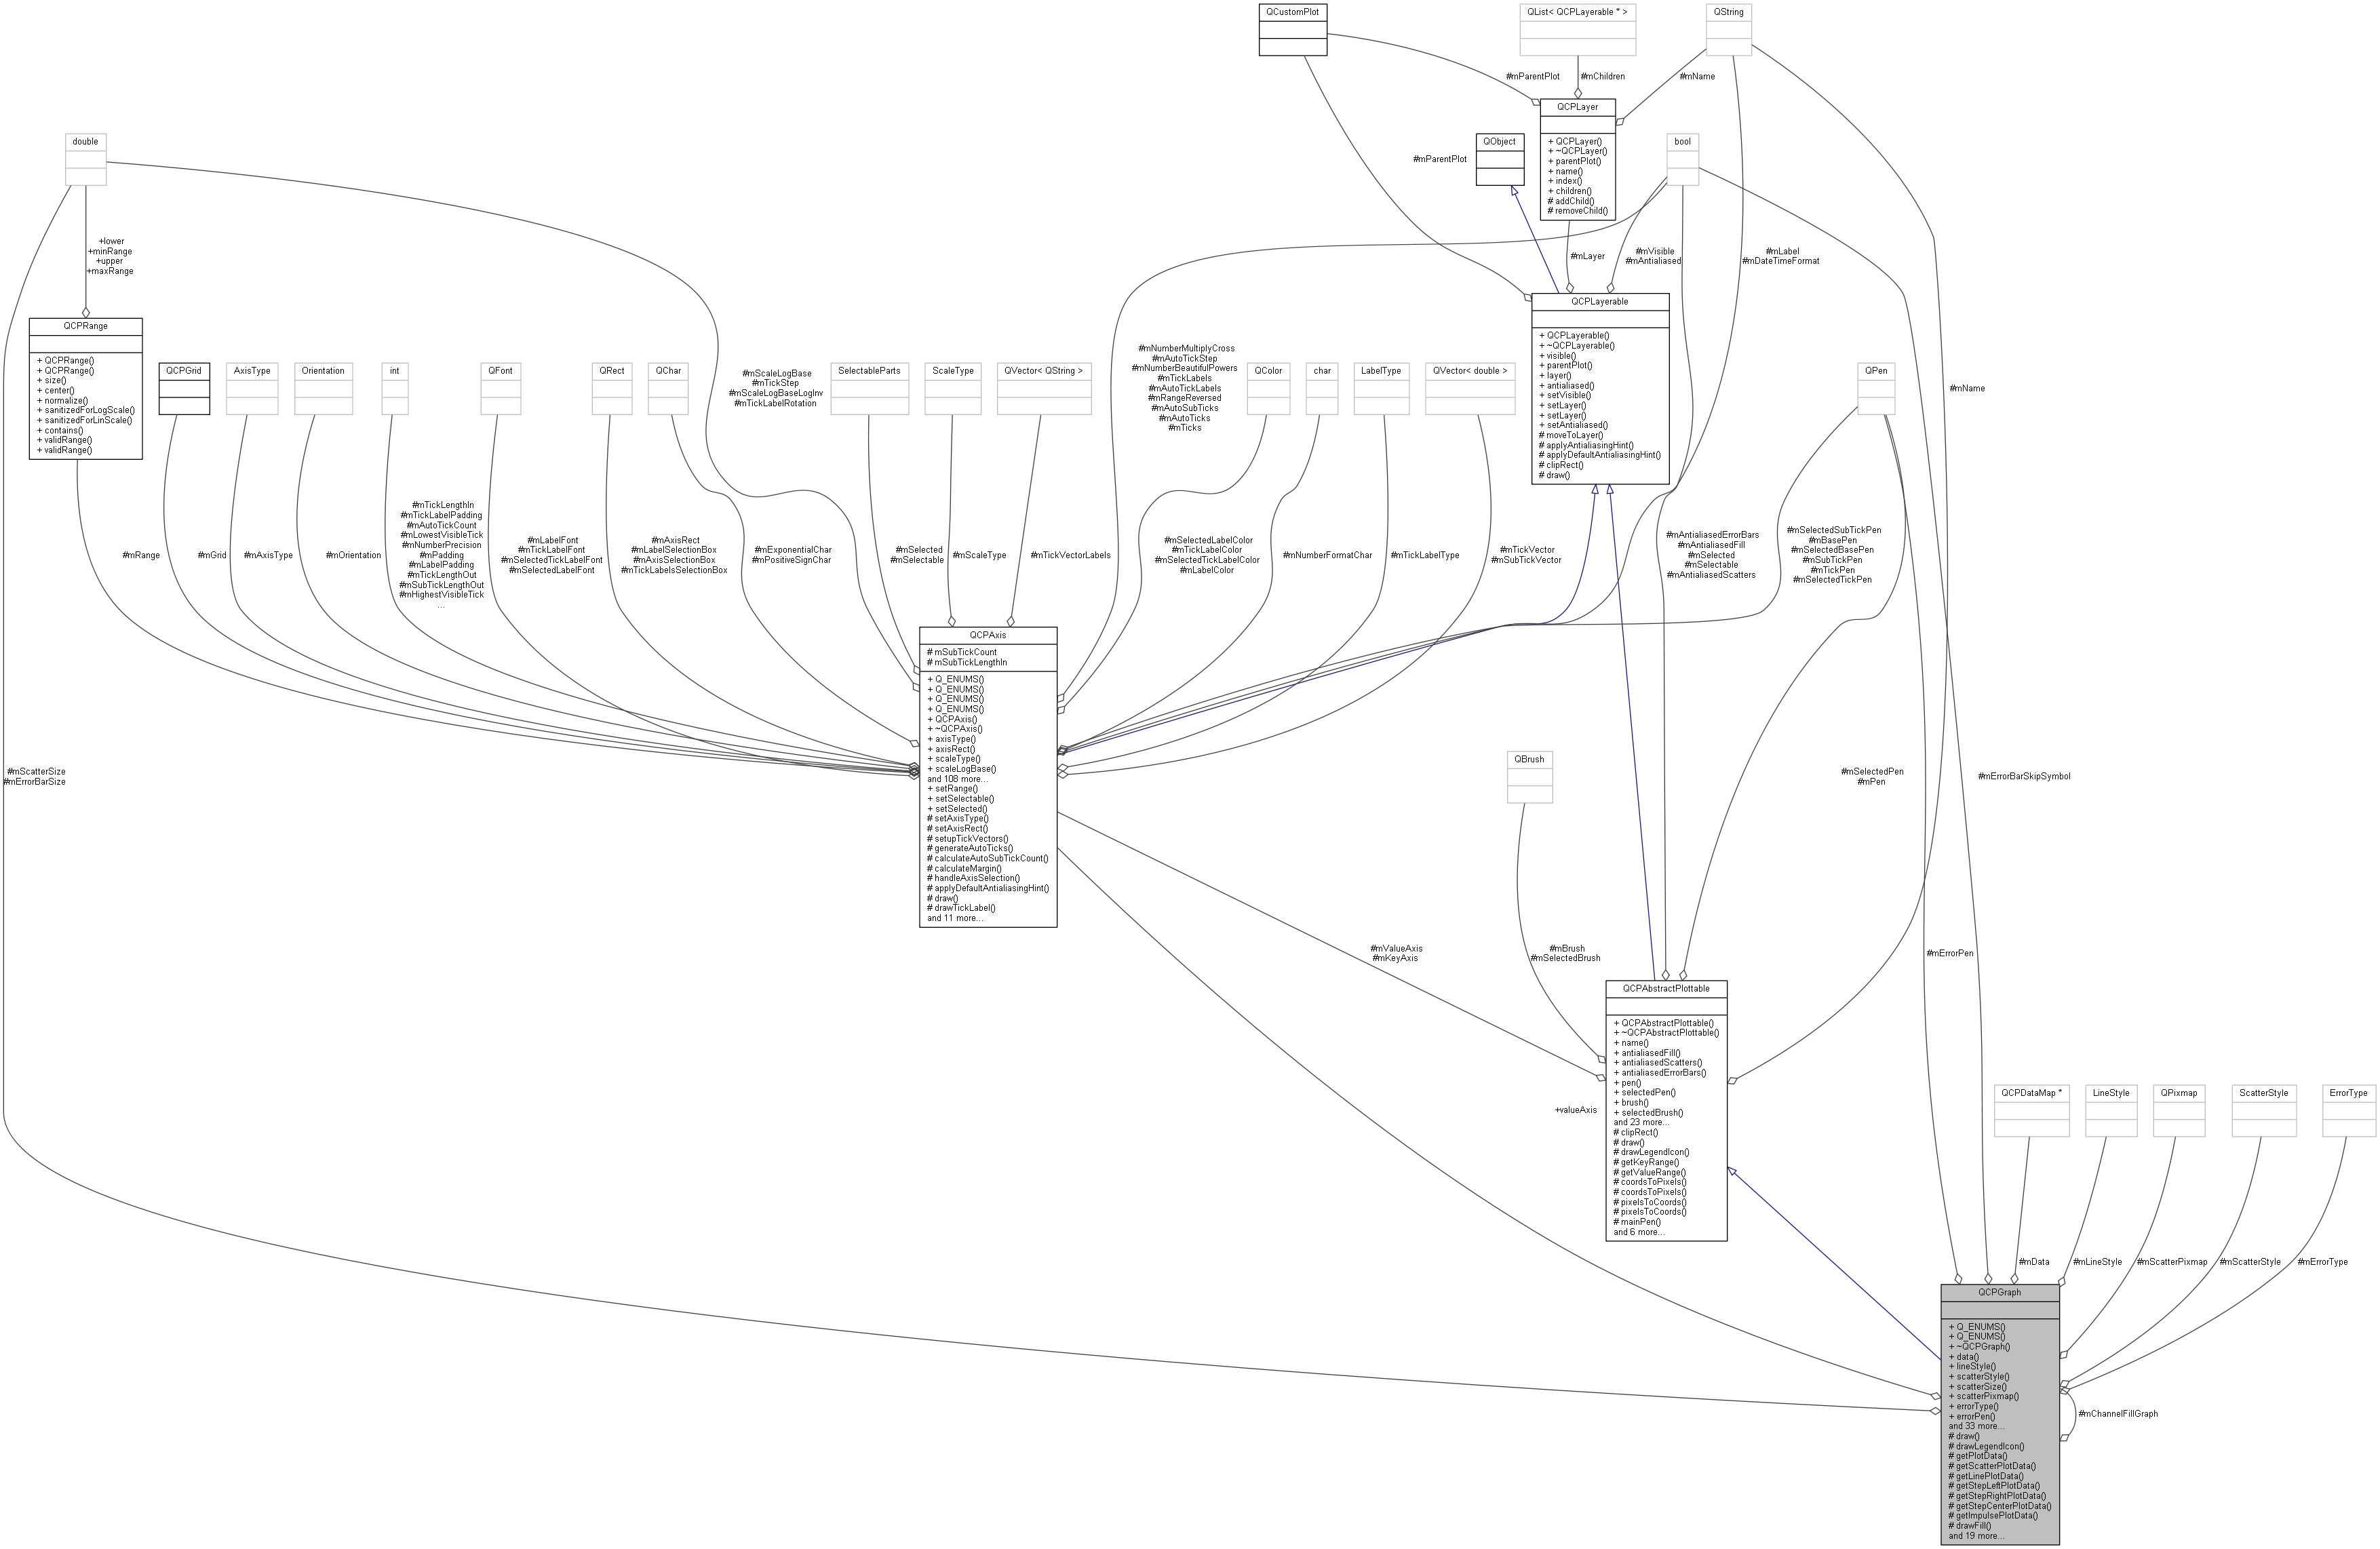 QCustomPlot
QList< QCPLayerable * >
QString
#mParentPlot
#mChildren
#mName
QCPLayer
+ QCPLayer()
+ ~QCPLayer()
+ parentPlot()
+ name()
+ index()
+ children()
# addChild()
# removeChild()
double
QObject
bool
#mParentPlot
+lower
+minRange
+upper
+maxRange
#mLayer
#mVisible
#mAntialiased
#mLabel
#mDateTimeFormat
QCPRange
+ QCPRange()
+ QCPRange()
+ size()
+ center()
+ normalize()
+ sanitizedForLogScale()
+ sanitizedForLinScale()
+ contains()
+ validRange()
+ validRange()
QCPGrid
AxisType
Orientation
int
QFont
QRect
QChar
#mScaleLogBase
#mTickStep
#mScaleLogBaseLogInv
#mTickLabelRotation
SelectableParts
ScaleType
QVector< QString >
#mNumberMultiplyCross
#mAutoTickStep
#mNumberBeautifulPowers
#mTickLabels
#mAutoTickLabels
#mRangeReversed
#mAutoSubTicks
#mAutoTicks
#mTicks
QColor
char
LabelType
QVector< double >
QCPLayerable
+ QCPLayerable()
+ ~QCPLayerable()
+ visible()
+ parentPlot()
+ layer()
+ antialiased()
+ setVisible()
+ setLayer()
+ setLayer()
+ setAntialiased()
# moveToLayer()
# applyAntialiasingHint()
# applyDefaultAntialiasingHint()
# clipRect()
# draw()
QPen
#mName
#mRange
#mGrid
#mAxisType
#mOrientation
#mTickLengthIn
#mTickLabelPadding
#mAutoTickCount
#mLowestVisibleTick
#mNumberPrecision
#mPadding
#mLabelPadding
#mTickLengthOut
#mSubTickLengthOut
#mHighestVisibleTick
...
#mLabelFont
#mTickLabelFont
#mSelectedTickLabelFont
#mSelectedLabelFont
#mAxisRect
#mLabelSelectionBox
#mAxisSelectionBox
#mTickLabelsSelectionBox
#mExponentialChar
#mPositiveSignChar
#mSelected
#mSelectable
#mScaleType
#mTickVectorLabels
#mSelectedLabelColor
#mTickLabelColor
#mSelectedTickLabelColor
#mLabelColor
#mNumberFormatChar
#mTickLabelType
#mTickVector
#mSubTickVector
#mAntialiasedErrorBars
#mAntialiasedFill
#mSelected
#mSelectable
#mAntialiasedScatters
#mSelectedSubTickPen
#mBasePen
#mSelectedBasePen
#mSubTickPen
#mTickPen
#mSelectedTickPen
QCPAxis
# mSubTickCount
# mSubTickLengthIn
+ Q_ENUMS()
+ Q_ENUMS()
+ Q_ENUMS()
+ Q_ENUMS()
+ QCPAxis()
+ ~QCPAxis()
+ axisType()
+ axisRect()
+ scaleType()
+ scaleLogBase()
and 108 more...
+ setRange()
+ setSelectable()
+ setSelected()
# setAxisType()
# setAxisRect()
# setupTickVectors()
# generateAutoTicks()
# calculateAutoSubTickCount()
# calculateMargin()
# handleAxisSelection()
# applyDefaultAntialiasingHint()
# draw()
# drawTickLabel()
and 11 more...
#mScatterSize
#mErrorBarSize
QBrush
#mSelectedPen
#mPen
#mErrorBarSkipSymbol
#mValueAxis
#mKeyAxis
#mBrush
#mSelectedBrush
#mErrorPen
QCPAbstractPlottable
+ QCPAbstractPlottable()
+ ~QCPAbstractPlottable()
+ name()
+ antialiasedFill()
+ antialiasedScatters()
+ antialiasedErrorBars()
+ pen()
+ selectedPen()
+ brush()
+ selectedBrush()
and 23 more...
# clipRect()
# draw()
# drawLegendIcon()
# getKeyRange()
# getValueRange()
# coordsToPixels()
# coordsToPixels()
# pixelsToCoords()
# pixelsToCoords()
# mainPen()
and 6 more...
+valueAxis
QCPDataMap *
LineStyle
QPixmap
ScatterStyle
ErrorType
#mData
#mLineStyle
#mScatterPixmap
#mScatterStyle
#mErrorType
QCPGraph
+ Q_ENUMS()
+ Q_ENUMS()
+ ~QCPGraph()
+ data()
+ lineStyle()
+ scatterStyle()
+ scatterSize()
+ scatterPixmap()
+ errorType()
+ errorPen()
and 33 more...
# draw()
# drawLegendIcon()
# getPlotData()
# getScatterPlotData()
# getLinePlotData()
# getStepLeftPlotData()
# getStepRightPlotData()
# getStepCenterPlotData()
# getImpulsePlotData()
# drawFill()
and 19 more...
#mChannelFillGraph